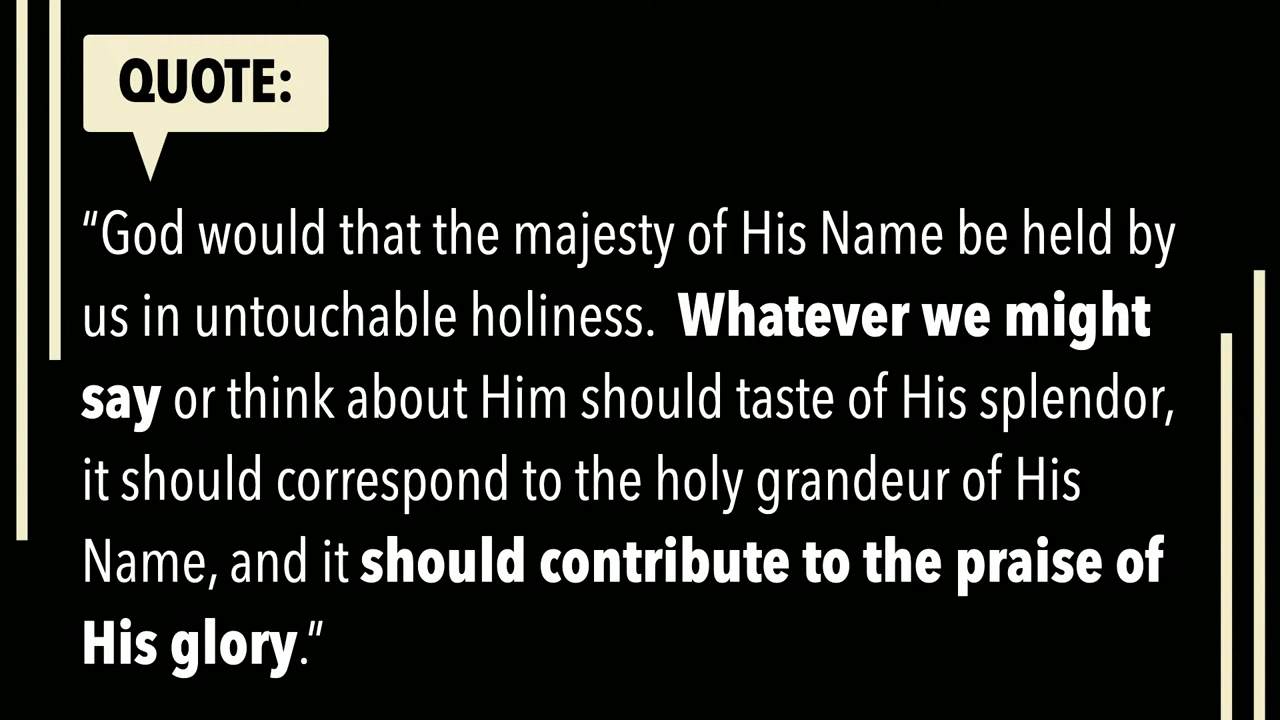 QUOTE:
“God would that the majesty of His Name be held by
us in untouchable holiness.  Whatever we might
say or think about Him should taste of His splendor,
it should correspond to the holy grandeur of His
Name, and it should contribute to the praise of
His glory.”